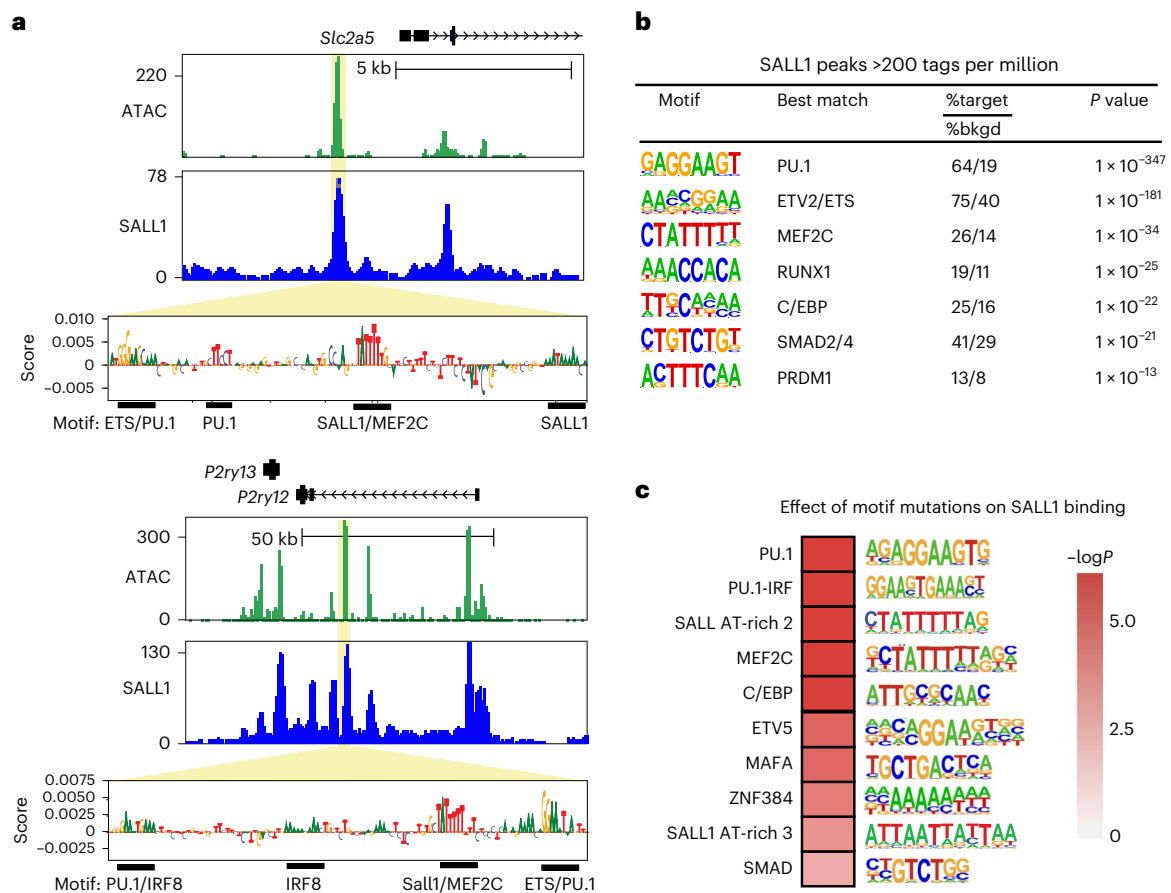 a
Slc2a5
5 kb
220
ATAC
78
SALL1
0
0.010
0.005
0
−0.005
Score
Motif: ETS/PU.1 PU.1 SALL1/MEF2C SALL1
P2ry13
P2ry12
50 kb
300
ATAC
0
130
SALL1
0
0.0075
0.0050
0.0025
0
−0.0025
Score
Motif: PU.1/IRF8 IRF8 Sall1/MEF2C ETS/PU.1
b
SALL1 peaks >200 tags per million
Motif Best match %target/%bkgd P value
GAGGAAGT PU.1 64/19 1 × 10⁻³⁴⁷
ETV2/ETS 75/40 1 × 10⁻¹⁸¹
CTATTTTT MEF2C 26/14 1 × 10⁻³⁴
AAACCACA RUNX1 19/11 1 × 10⁻²⁵
C/EBP 25/16 1 × 10⁻²²
CTGTCTGT SMAD2/4 41/29 1 × 10⁻²¹
ACTTTCAA PRDM1 13/8 1 × 10⁻¹³
c
Effect of motif mutations on SALL1 binding
PU.1 AGAGGAAGTG
PU.1-IRF
SALL AT-rich 2 CTATTTTTAG
MEF2C
C/EBP ATTGCGCAAC
ETV5
MAFA TGCTGACTCA
ZNF384
SALL1 AT-rich 3 ATTAATTATTAA
SMAD
−logP
5.0
2.5
0